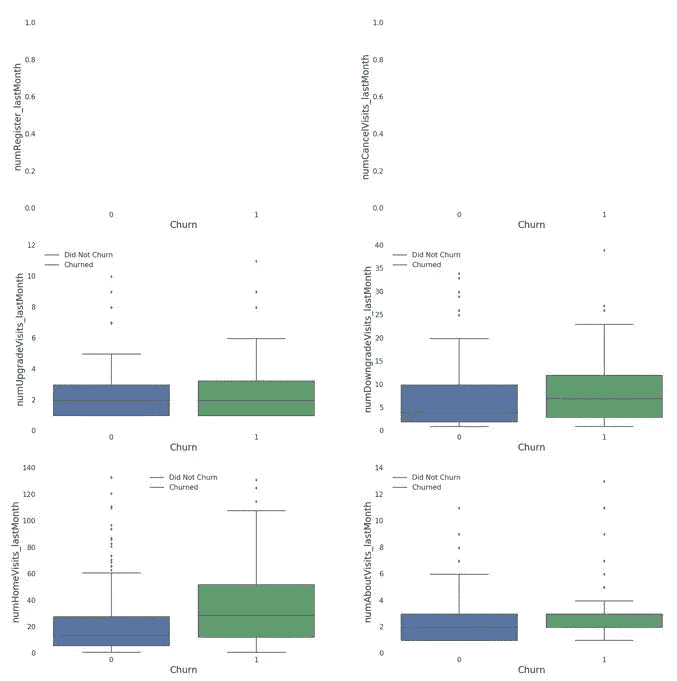 1.0
0.8
0.6
0.4
0.2
0.0
numRegister_lastMonth
0 1
Churn
1.0
0.8
0.6
0.4
0.2
0.0
numCancelVisits_lastMonth
0 1
Churn
12
10
8
6
4
2
0
numUpgradeVisits_lastMonth
Did Not Churn
Churned
0 1
Churn
40
35
30
25
20
15
10
5
0
numDowngradeVisits_lastMonth
Did Not Churn
Churned
0 1
Churn
140
120
100
80
60
40
20
0
numHomeVisits_lastMonth
Did Not Churn
Churned
0 1
Churn
14
12
10
8
6
4
2
0
numAboutVisits_lastMonth
Did Not Churn
Churned
0 1
Churn